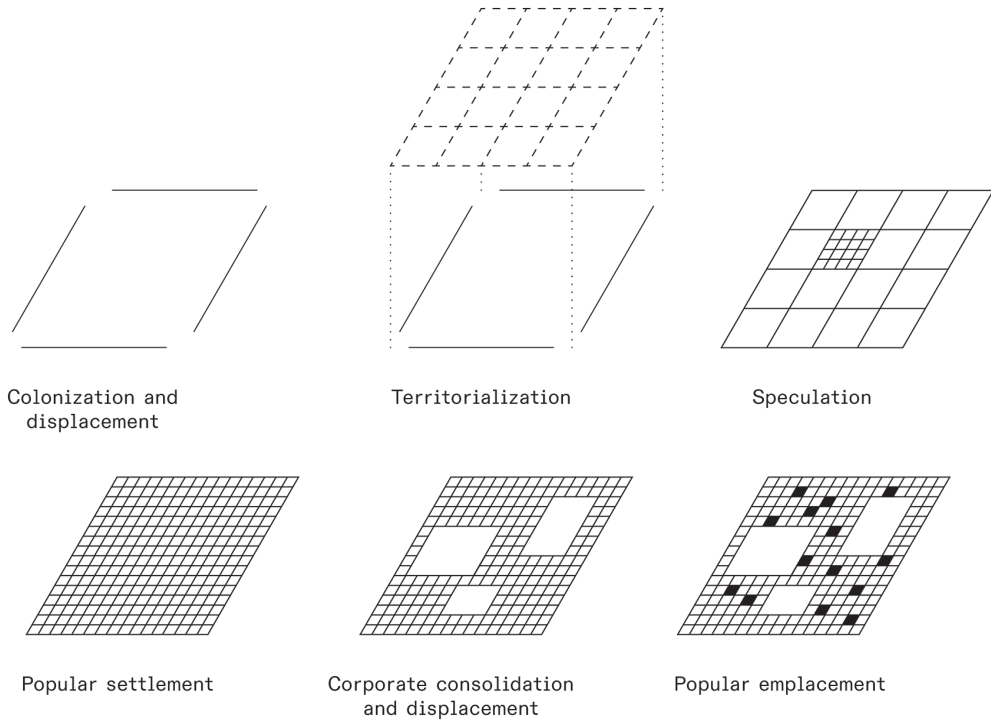 Colonization and
displacement
Territorialization
Speculation
Popular settlement
Corporate consolidation
and displacement
Popular emplacement